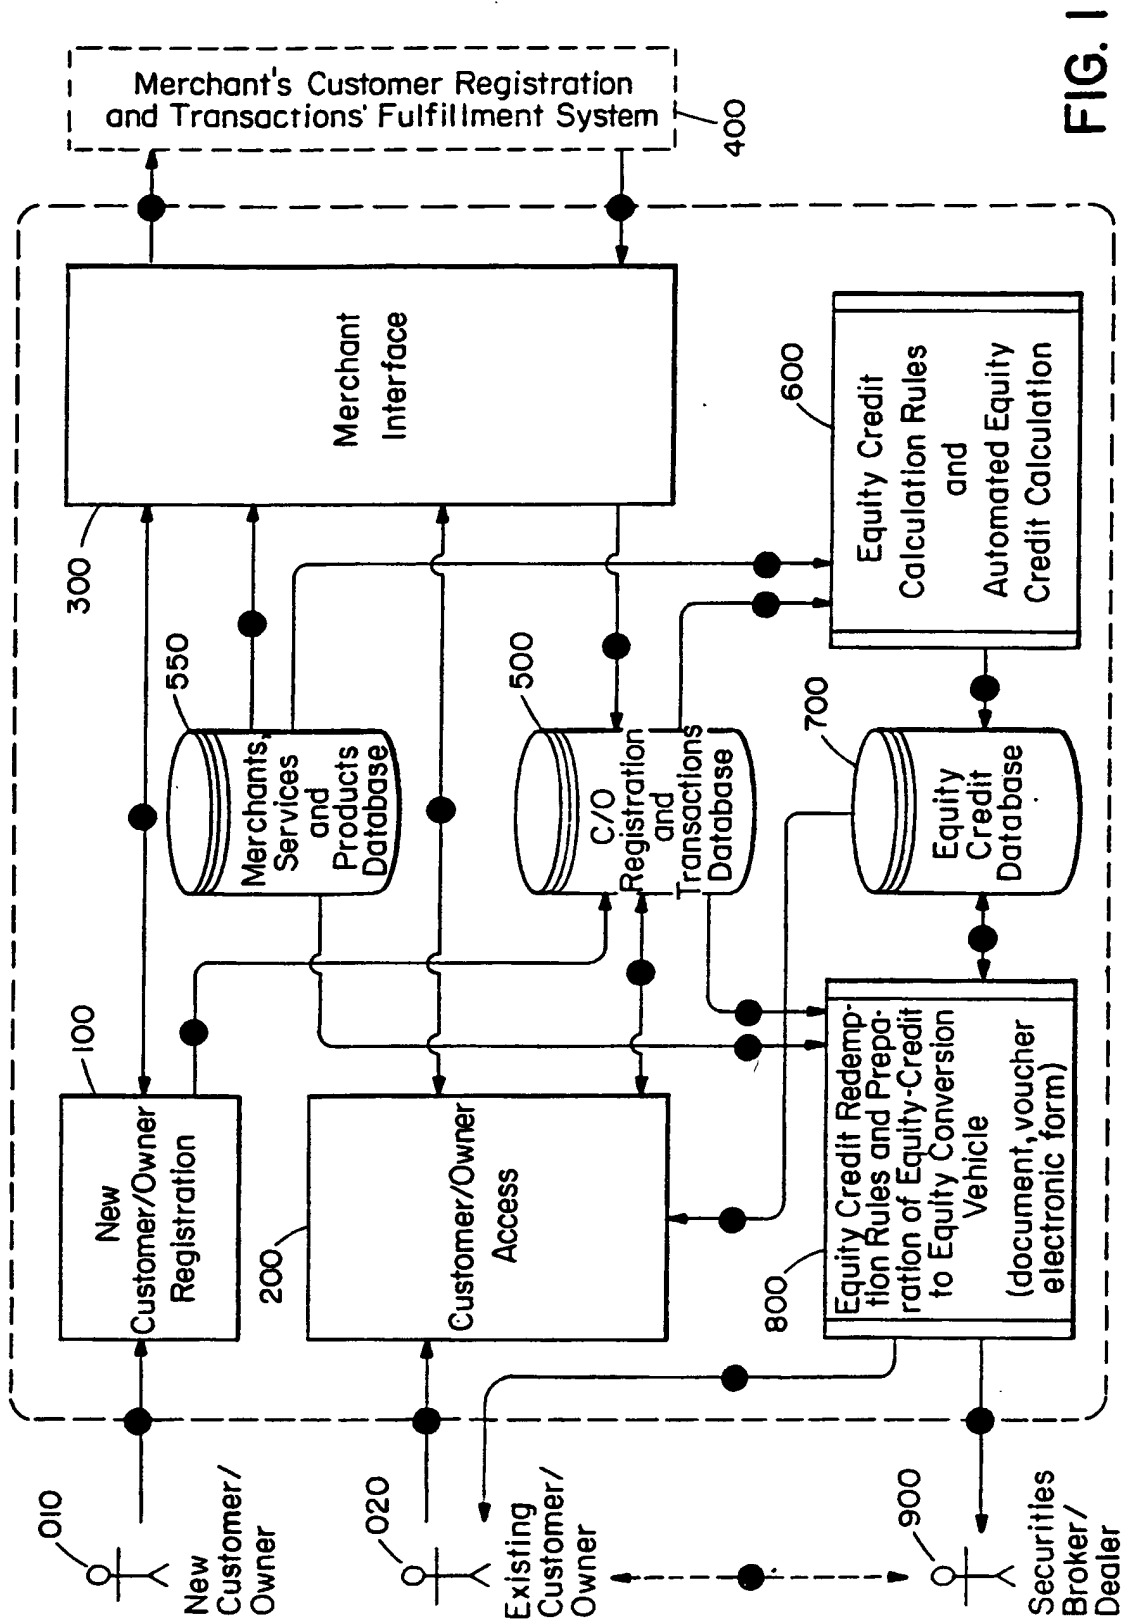 FIG. 1
Merchant's Customer Registration
and Transactions' Fulfillment System
400
Merchant
Interface
300
Equity Credit
Calculation Rules
and
Automated Equity
Credit Calculation
600
Merchants,
Services
and
Products
Database
550
C/O
Registration
and
Transactions
Database
500
Equity
Credit
Database
700
New
Customer/Owner
Registration
100
Customer/Owner
Access
200
Equity Credit Redemp-
tion Rules and Prepa-
ration of Equity-Credit
to Equity Conversion
Vehicle
(document, voucher
electronic form)
800
010
New
Customer/
Owner
020
Existing
Customer/
Owner
900
Securities
Broker/
Dealer